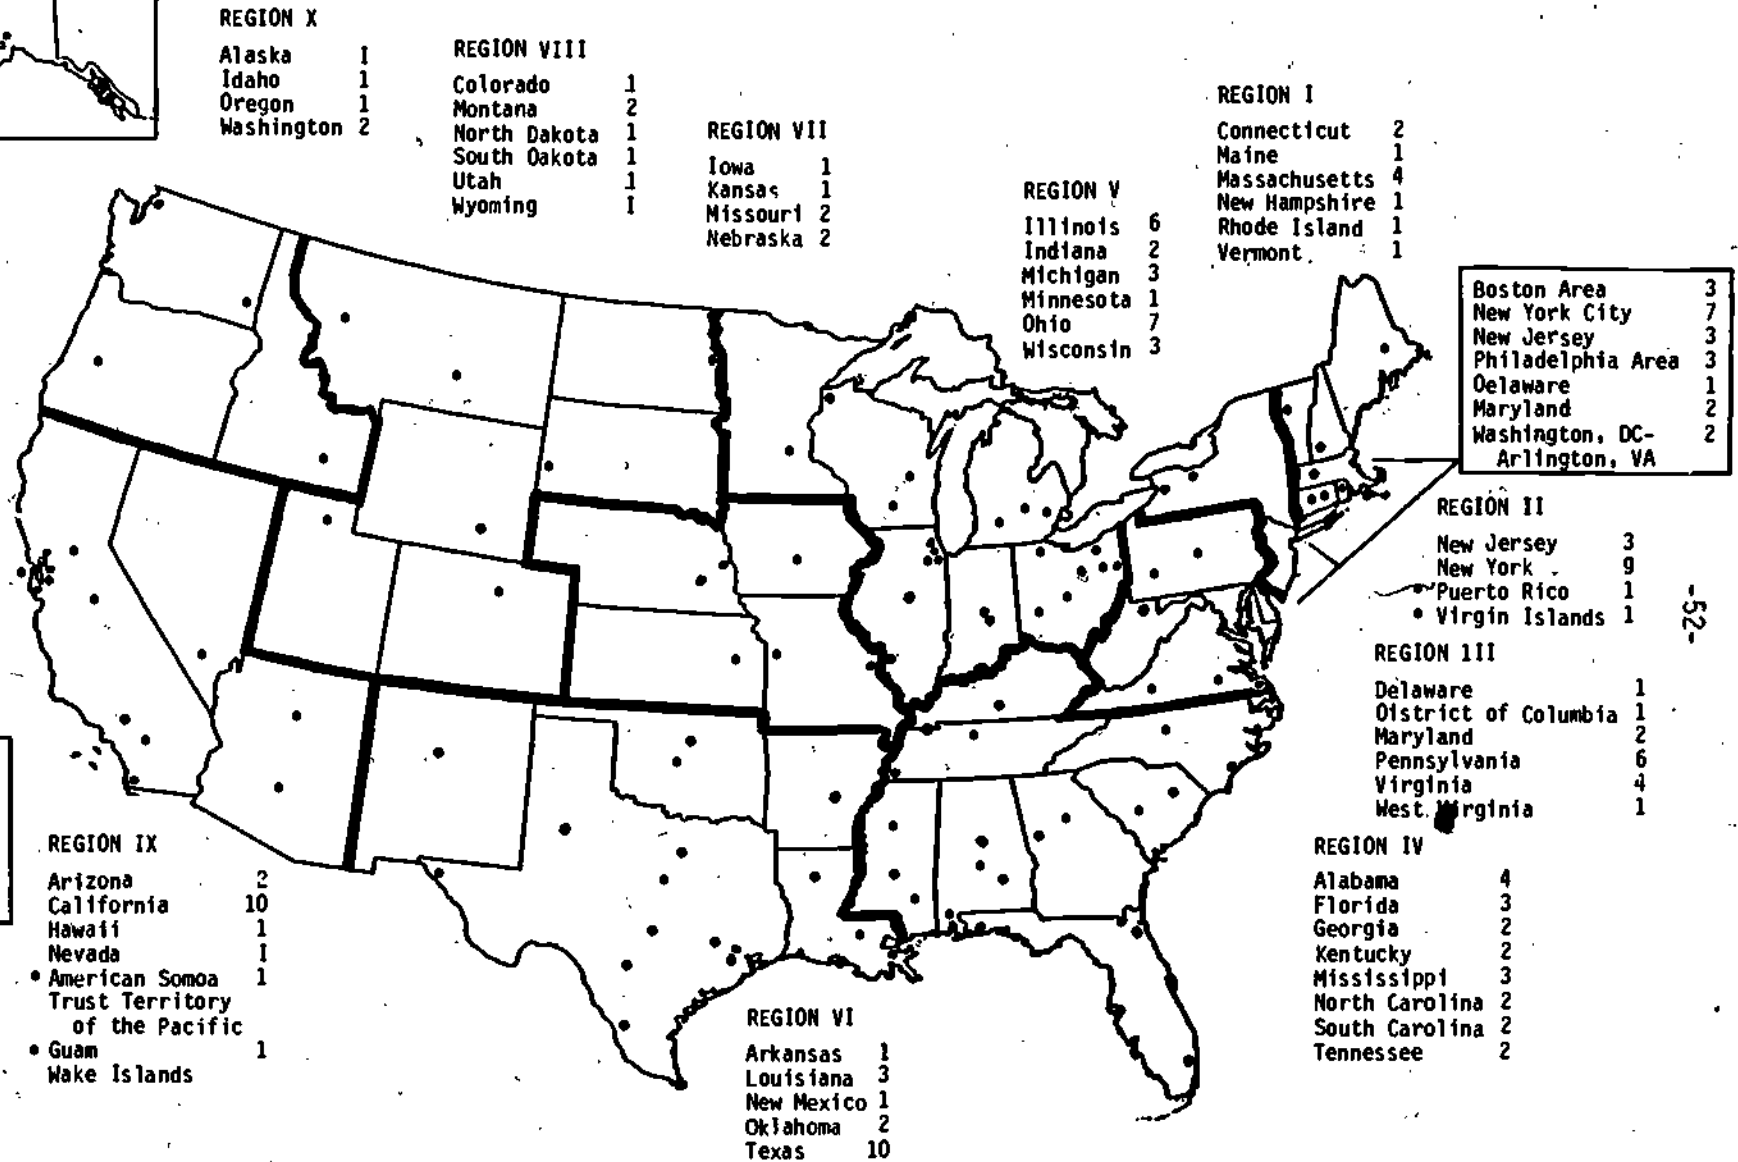 REGION X
Alaska I
Idaho 1
Oregon 1
Washington 2
REGION VIII
Colorado 1
Montana 2
North Dakota 1
South Oakota 1
Utah 1
Wyoming I
REGION VII
Iowa 1
Kansas 1
Missouri 2
Nebraska 2
REGION V
Illinois 6
Indiana 2
Michigan 3
Minnesota 1
Ohio 7
Wisconsin 3
REGION I
Connecticut 2
Maine 1
Massachusetts 4
New Hampshire 1
Rhode Island 1
Vermont 1
Boston Area 3
New York City 7
New Jersey 3
Philadelphia Area 3
Oelaware 1
Maryland 2
Washington, DC- 2
Arlington, VA
REGION II
New Jersey 3
New York 9
Puerto Rico 1
• Virgin Islands 1
-52-
REGION 1II
Delaware 1
Oistrict of Columbia 1
Maryland 2
Pennsylvania 6
Virginia 4
West Virginia 1
REGION IV
Alabama 4
Florida 3
Georgia 2
Kentucky 2
Mississippi 3
North Carolina 2
South Carolina 2
Tennessee 2
REGION IX
Arizona 2
California 10
Hawaii 1
Nevada I
• American Somoa 1
Trust Territory
of the Pacific
• Guam 1
Wake Islands
REGION VI
Arkansas 1
Louisiana 3
New Mexico 1
Oklahoma 2
Texas 10